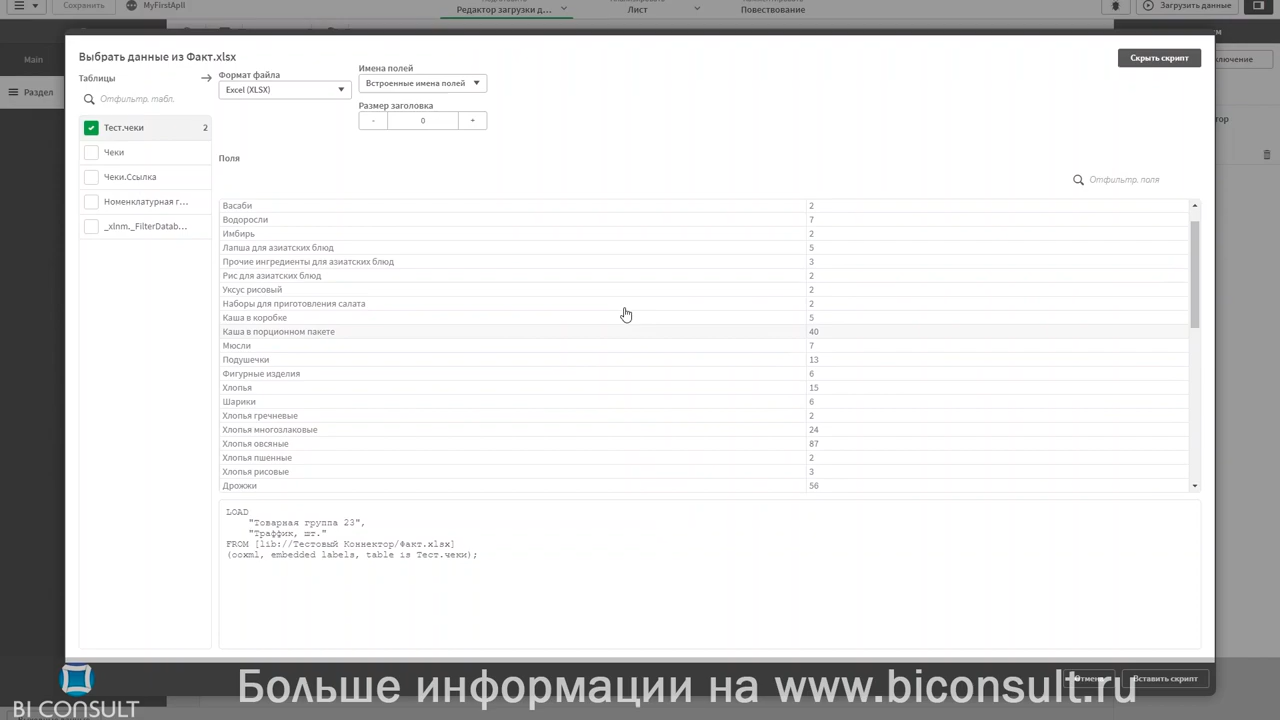 Сохранить
MyFirstApll
Редактор загрузки д...
Лист
Повествование
Загрузить данные
Main
Раздел
Выбрать данные из Факт.xlsx
Скрыть скрипт
Таблицы
Отфильтр. табл.
Тест.чеки 2
Чеки
Чеки.Ссылка
Номенклатурная г...
_xlnm._FilterDatab...
Формат файла
Excel (XLSX)
Имена полей
Встроенные имена полей
Размер заголовка
- 0 +
Поля
Отфильтр. поля
Васаби 2
Водоросли 7
Имбирь 2
Лапша для азиатских блюд 5
Прочие ингредиенты для азиатских блюд 3
Рис для азиатских блюд 2
Уксус рисовый 2
Наборы для приготовления салата 2
Каша в коробке 5
Каша в порционном пакете 40
Мюсли 7
Подушечки 13
Фигурные изделия 6
Хлопья 15
Шарики 6
Хлопья гречневые 2
Хлопья многозлаковые 24
Хлопья овсяные 87
Хлопья пшенные 2
Хлопья рисовые 3
Дрожжи 56
LOAD
"Товарная группа 23",
"Траффик, шт."
FROM [lib://Тестовый Коннектор/Факт.xlsx]
(ooxml, embedded labels, table is Тест.чеки);
Отмена
Вставить скрипт
Больше информации на www.biconsult.ru
BI CONSULT